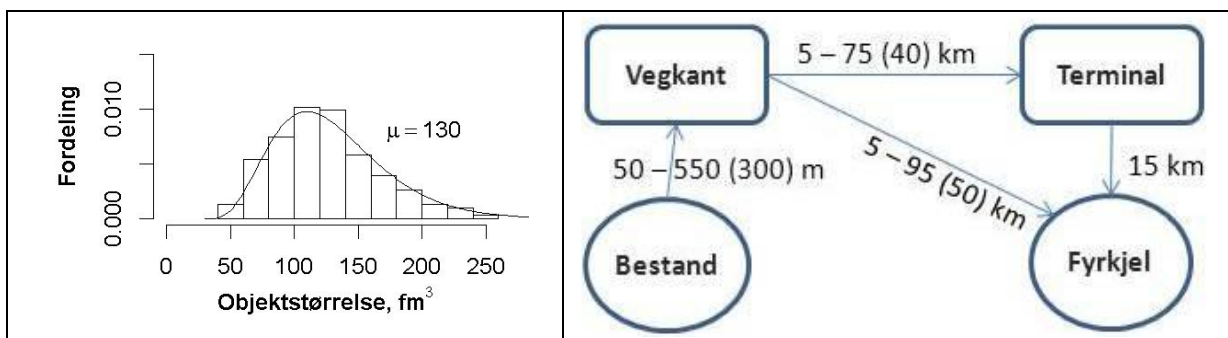 Fordeling
0.000
0.010
μ = 130
0
50
100
150
200
250
Objektstørrelse, fm³
Vegkant
5 – 75 (40) km
Terminal
50 – 550 (300) m
5 – 95 (50) km
15 km
Bestand
Fyrkjel